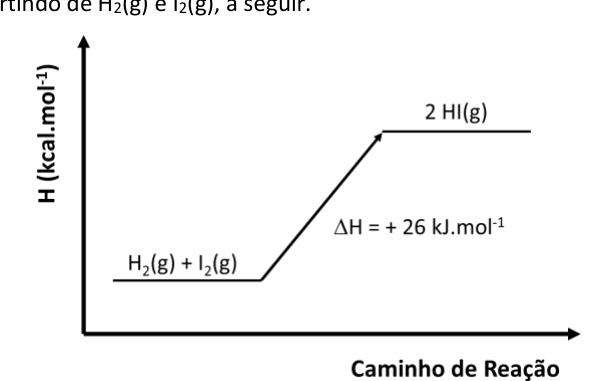 rtindo de H₂(g) e I₂(g), a seguir.
H (kcal.mol⁻¹)
2 HI(g)
ΔH = + 26 kJ.mol⁻¹
H₂(g) + I₂(g)
Caminho de Reação